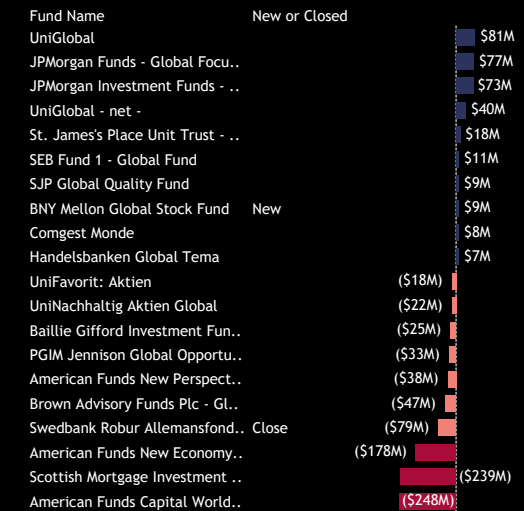 Fund Name New or Closed
UniGlobal $81M
JPMorgan Funds - Global Focu.. $77M
JPMorgan Investment Funds - .. $73M
UniGlobal - net - $40M
St. James's Place Unit Trust - .. $18M
SEB Fund 1 - Global Fund $11M
SJP Global Quality Fund $9M
BNY Mellon Global Stock Fund New $9M
Comgest Monde $8M
Handelsbanken Global Tema $7M
UniFavorit: Aktien ($18M)
UniNachhaltig Aktien Global ($22M)
Baillie Gifford Investment Fun.. ($25M)
PGIM Jennison Global Opportu.. ($33M)
American Funds New Perspect.. ($38M)
Brown Advisory Funds Plc - Gl.. ($47M)
Swedbank Robur Allemansfond.. Close ($79M)
American Funds New Economy.. ($178M)
Scottish Mortgage Investment .. ($239M)
American Funds Capital World.. ($248M)